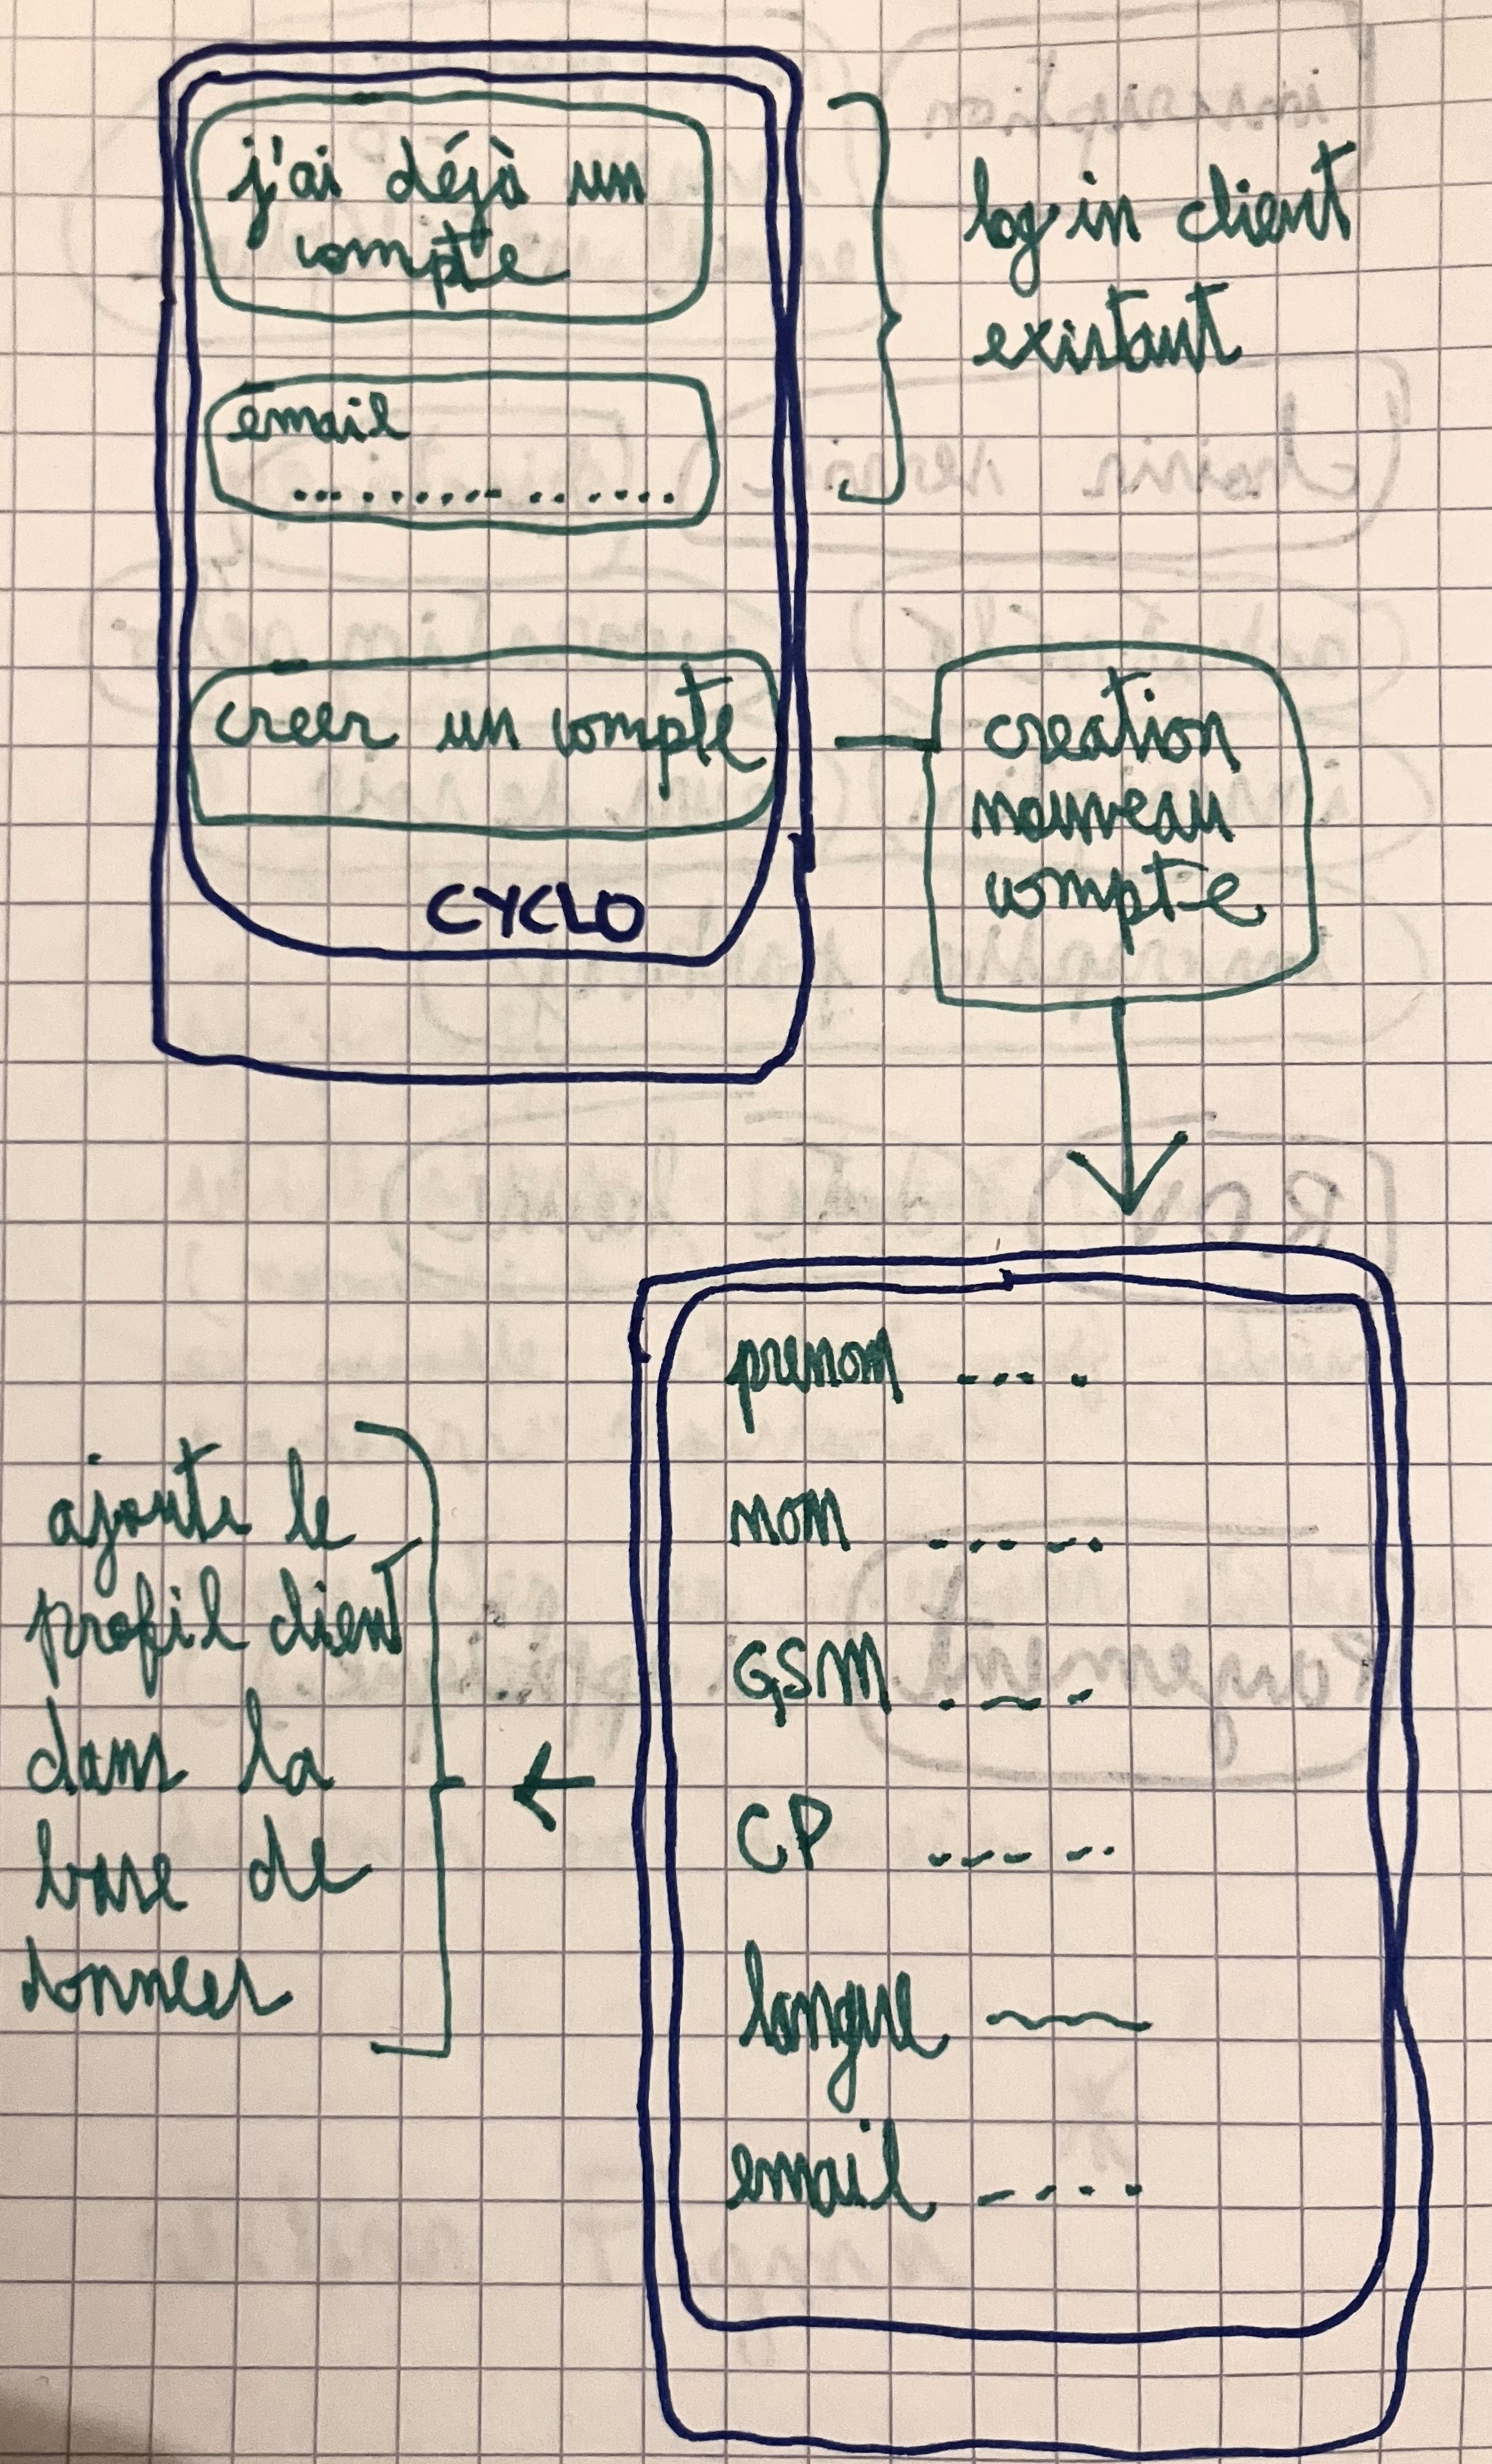 j'ai déjà un
compte
email
creer un compte
CYCLO
log in client
existant
creation
nouveau
compte
prenom
nom
GSM
CP
langue
email
ajoute le
profil client
dans la
base de
donnees